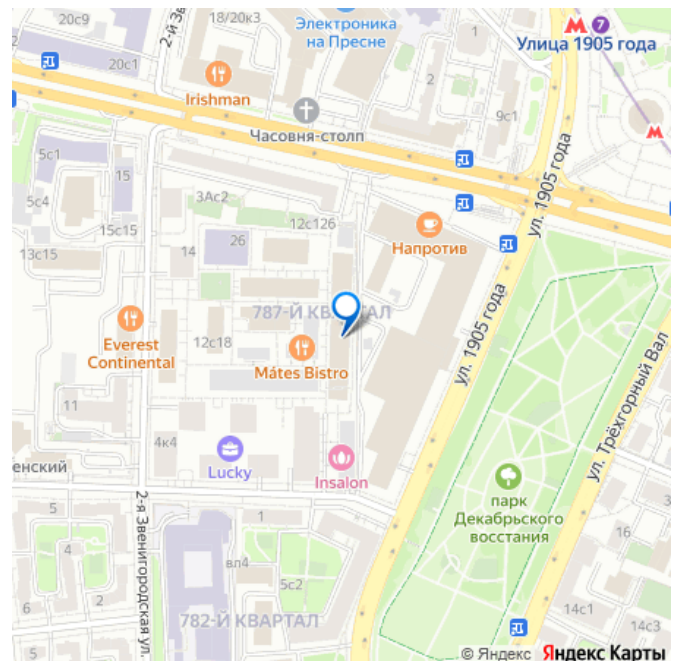 18/20к3
Электроника
на Пресне
1
7
Улица 1905 года
20с9
2-й Зв
20с1
Irishman
2
9с1
Часовня-столп
5с1
15
5с4
3Ас2
15с15
12с126
ул. 1905 года
Напротив
13с15
14
26
787-Й КВАРТАЛ
Everest
Continental
12с18
Mátes Bistro
ул. 1905 года
ул. Трёхгорный Вал
11
4к4
Lucky
Insalon
енский
парк
Декабрьского
восстания
5
1
2-я Звенигородская ул.
16
вл4
5с2
6
2
782-Й КВАРТАЛ
14с1
14с3
© Яндекс Яндекс Карты